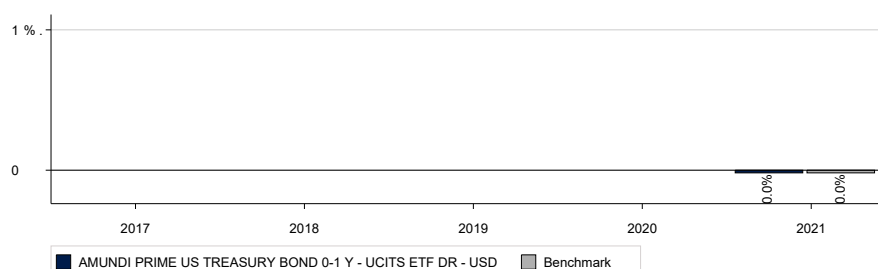 1 % .
0
0.0%
0.0%
2017 2018 2019 2020 2021
AMUNDI PRIME US TREASURY BOND 0-1 Y - UCITS ETF DR - USD Benchmark